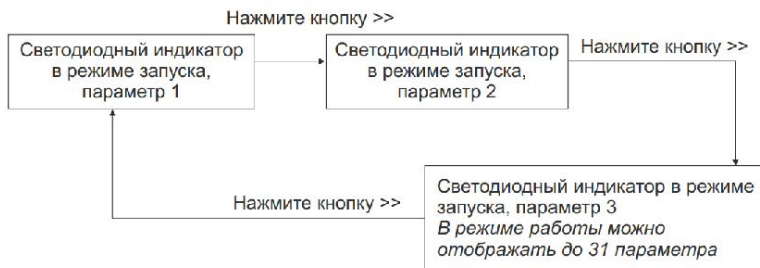 Нажмите кнопку >>
Светодиодный индикатор
в режиме запуска,
параметр 1
Светодиодный индикатор
в режиме запуска,
параметр 2
Нажмите кнопку >>
Светодиодный индикатор в режиме
запуска, параметр 3
В режиме работы можно
отображать до 31 параметра
Нажмите кнопку >>